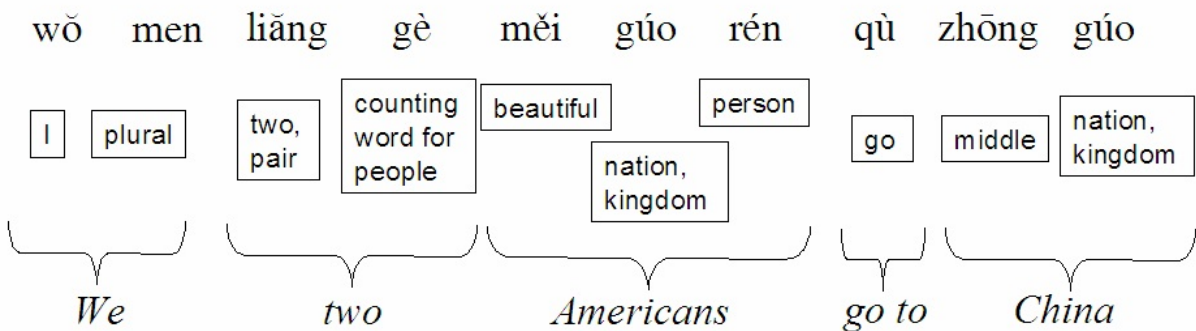 wǒ men liǎng gè měi gúo rén qù zhōng gúo
I
plural
two,
pair
counting
word for
people
beautiful
nation,
kingdom
person
go
middle
nation,
kingdom
We two Americans go to China